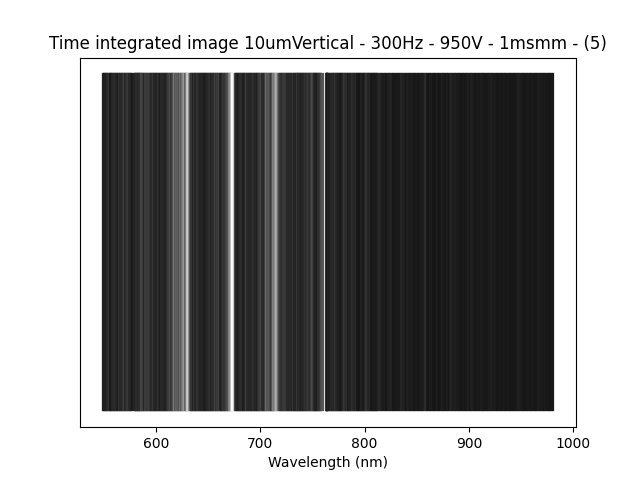 Time integrated image 10umVertical - 300Hz - 950V - 1msmm - (5)
600 700 800 900 1000
Wavelength (nm)